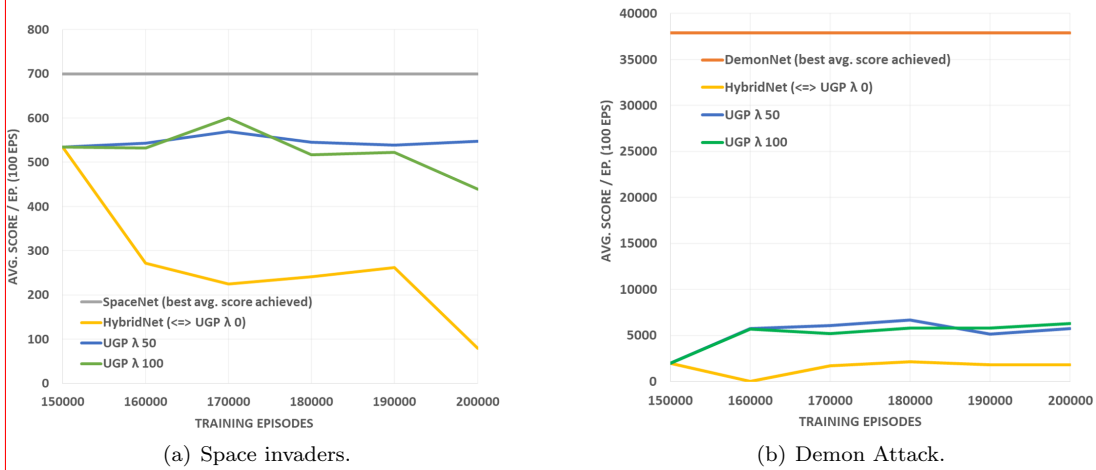 800
700
600
500
400
300
200
100
0
AVG. SCORE / EP. (100 EPS)
SpaceNet (best avg. score achieved)
HybridNet (<=> UGP λ 0)
UGP λ 50
UGP λ 100
150000 160000 170000 180000 190000 200000
TRAINING EPISODES
(a) Space invaders.
40000
35000
30000
25000
20000
15000
10000
5000
0
AVG. SCORE / EP. (100 EPS)
DemonNet (best avg. score achieved)
HybridNet (<=> UGP λ 0)
UGP λ 50
UGP λ 100
150000 160000 170000 180000 190000 200000
TRAINING EPISODES
(b) Demon Attack.